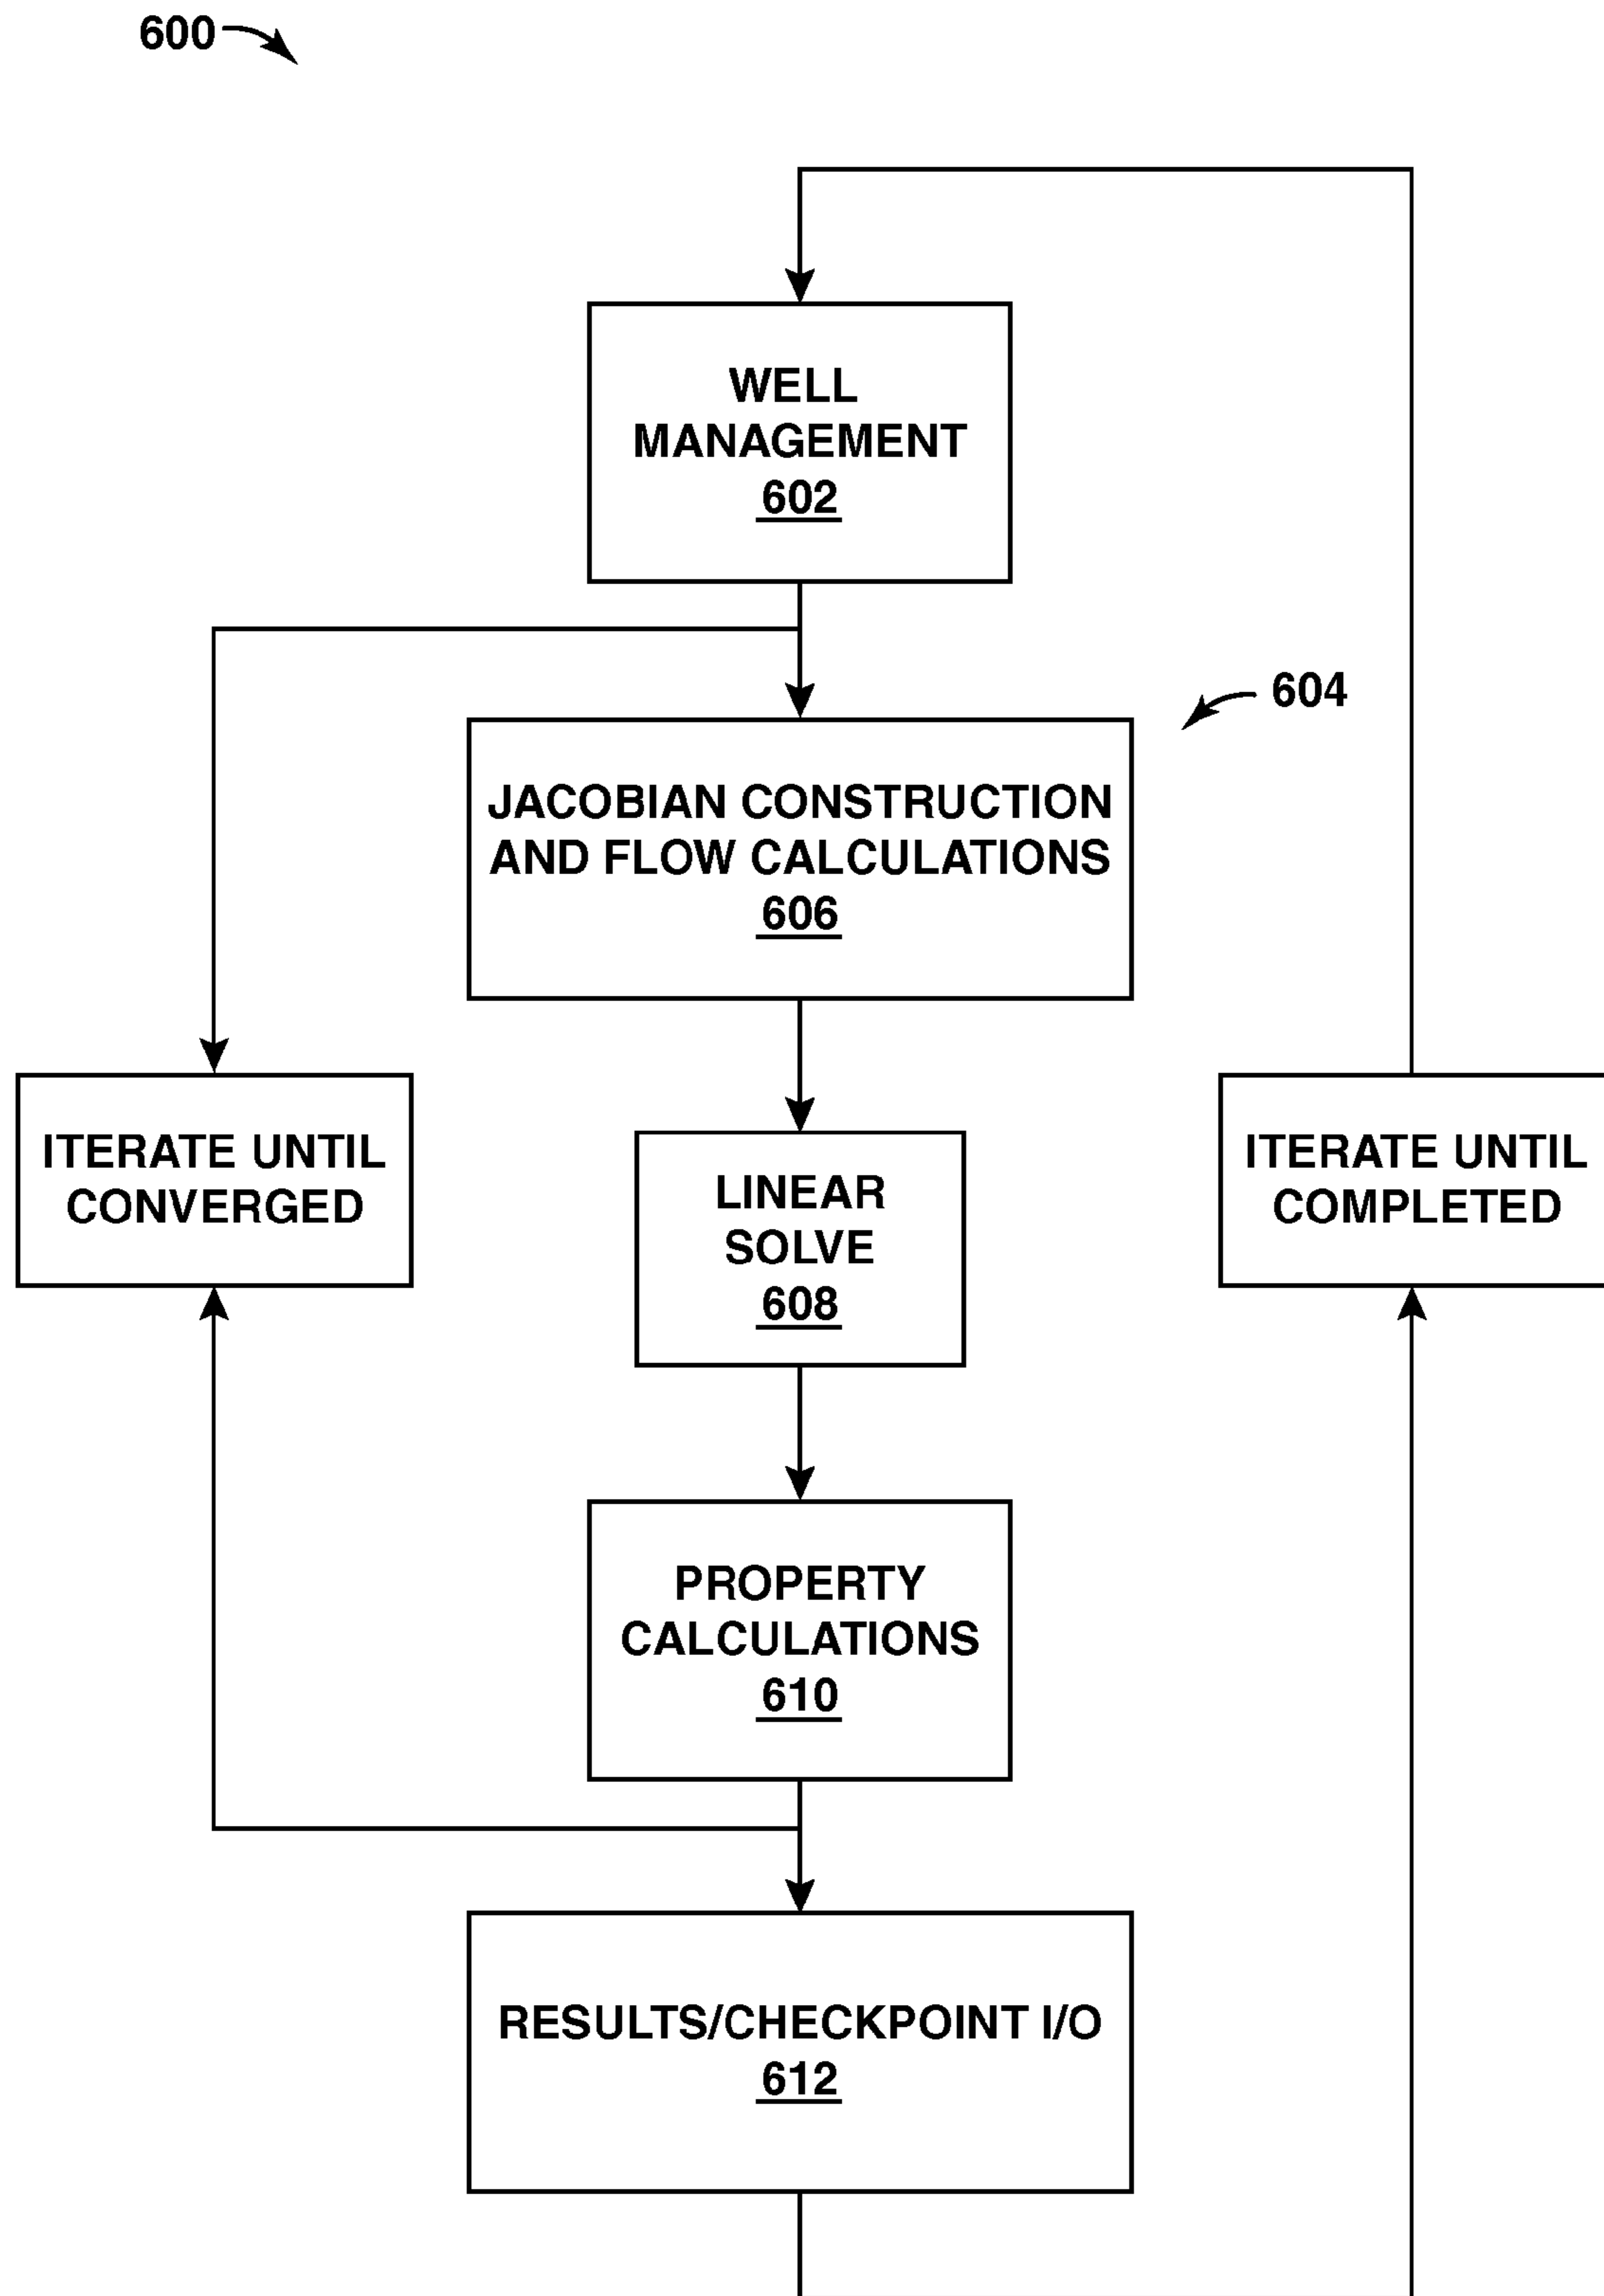 600
WELL
MANAGEMENT
602
604
JACOBIAN CONSTRUCTION
AND FLOW CALCULATIONS
606
ITERATE UNTIL
CONVERGED
ITERATE UNTIL
COMPLETED
LINEAR
SOLVE
608
PROPERTY
CALCULATIONS
610
RESULTS/CHECKPOINT I/O
612